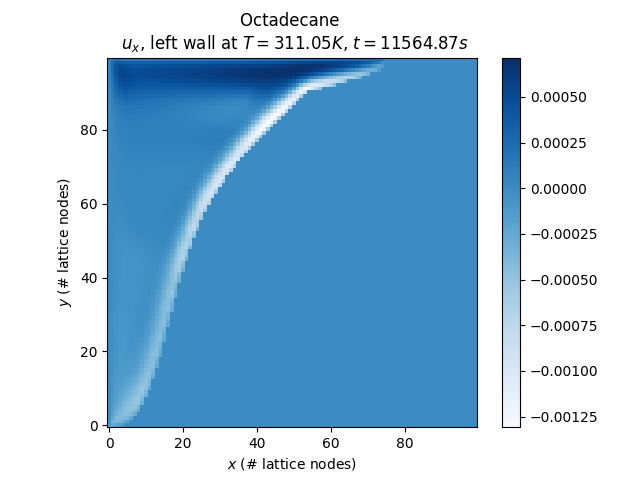 Octadecane
u_x, left wall at T = 311.05K, t = 11564.87s
80
60
40
20
0
y (# lattice nodes)
0 20 40 60 80
x (# lattice nodes)
0.00050
0.00025
0.00000
−0.00025
−0.00050
−0.00075
−0.00100
−0.00125